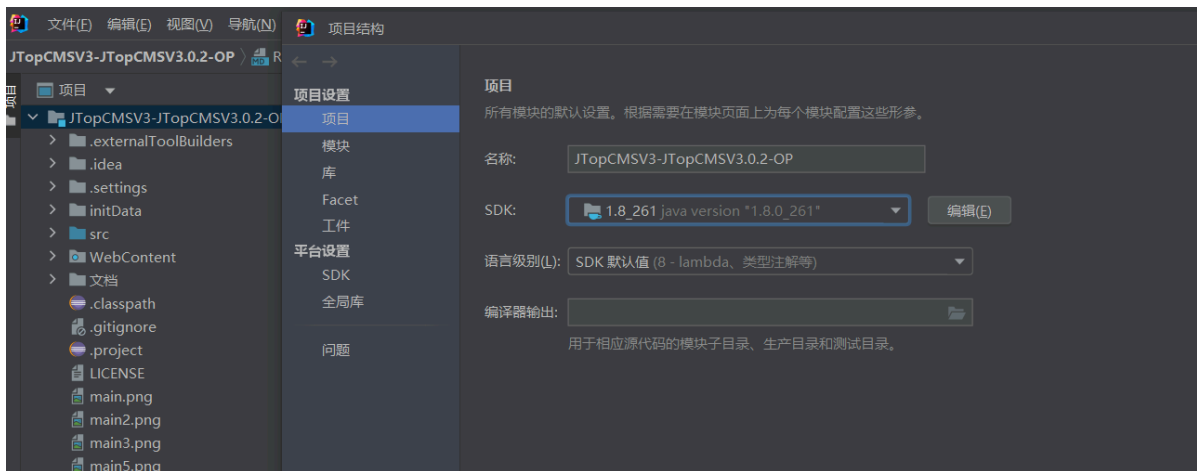 文件(F) 编辑(E) 视图(V) 导航(N)
项目结构
JTopCMSV3-JTopCMSV3.0.2-OP
项目
JTopCMSV3-JTopCMSV3.0.2-O
.externalToolBuilders
.idea
.settings
initData
src
WebContent
文档
.classpath
.gitignore
.project
LICENSE
main.png
main2.png
main3.png
main5.png
项目设置
项目
模块
库
Facet
工件
平台设置
SDK
全局库
问题
项目
所有模块的默认设置。根据需要在模块页面上为每个模块配置这些形参。
名称: JTopCMSV3-JTopCMSV3.0.2-OP
SDK: 1.8_261 java version "1.8.0_261" 编辑(E)
语言级别(L): SDK 默认值 (8 - lambda、类型注解等)
编译器输出:
用于相应源代码的模块子目录、生产目录和测试目录。